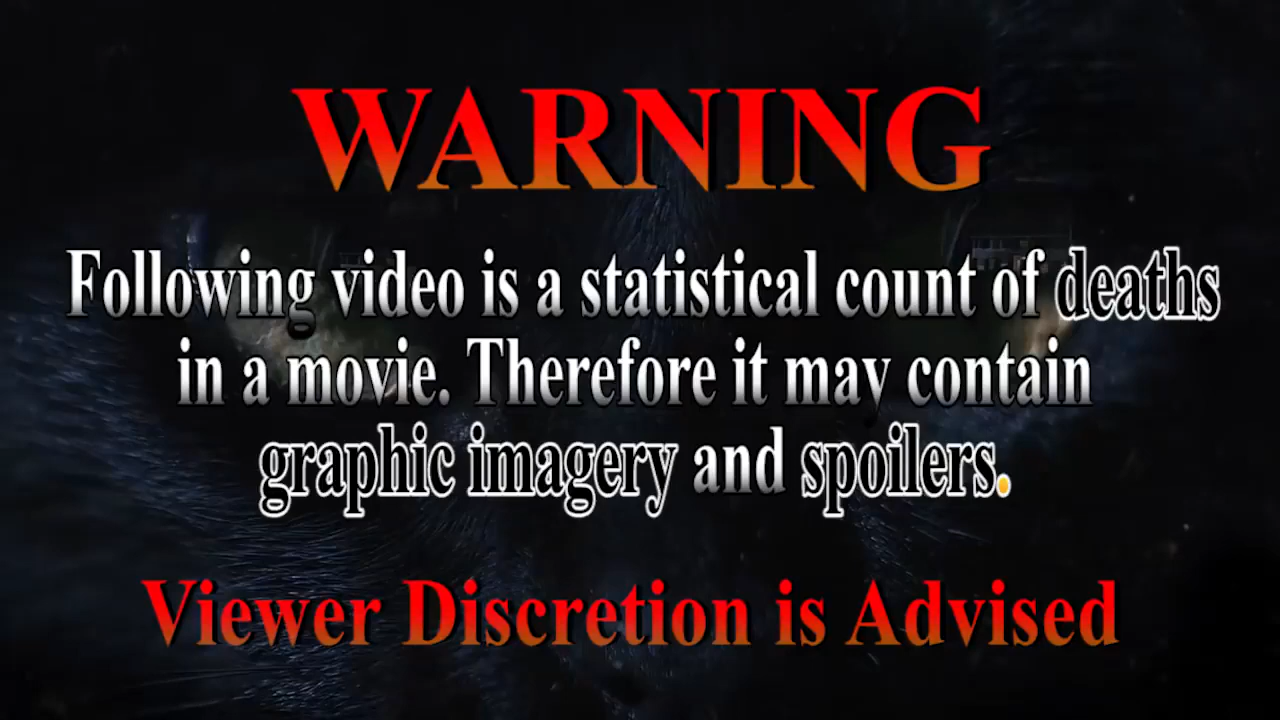 WARNING
Following video is a statistical count of deaths
in a movie. Therefore it may contain
graphic imagery and spoilers.
Viewer Discretion is Advised